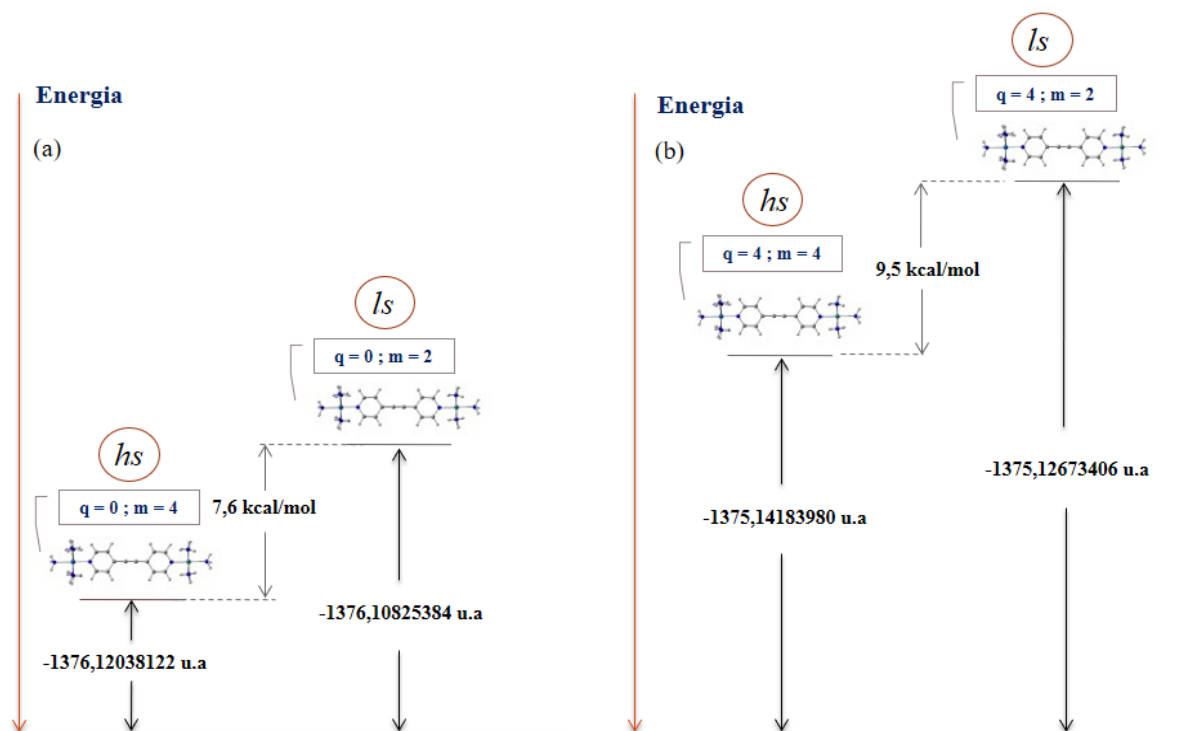 Energia
(a)
hs
q = 0 ; m = 4
-1376,12038122 u.a
7,6 kcal/mol
ls
q = 0 ; m = 2
-1376,10825384 u.a
Energia
(b)
hs
q = 4 ; m = 4
-1375,14183980 u.a
9,5 kcal/mol
ls
q = 4 ; m = 2
-1375,12673406 u.a